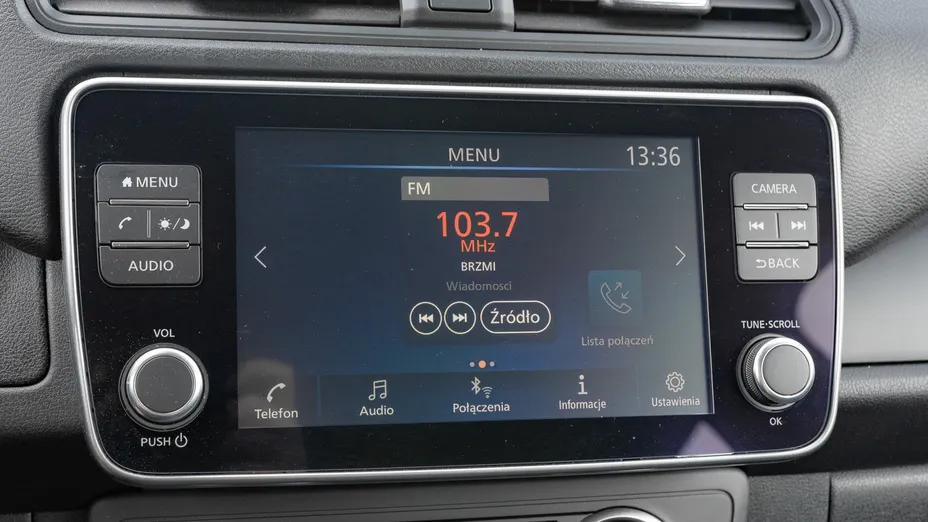 MENU
13:36
FM
103.7
MHz
BRZMI
Wiadomosci
Źródło
Lista połączeń
Telefon
Audio
Połączenia
Informacje
Ustawienia
MENU
AUDIO
VOL
PUSH
CAMERA
BACK
TUNE·SCROLL
OK